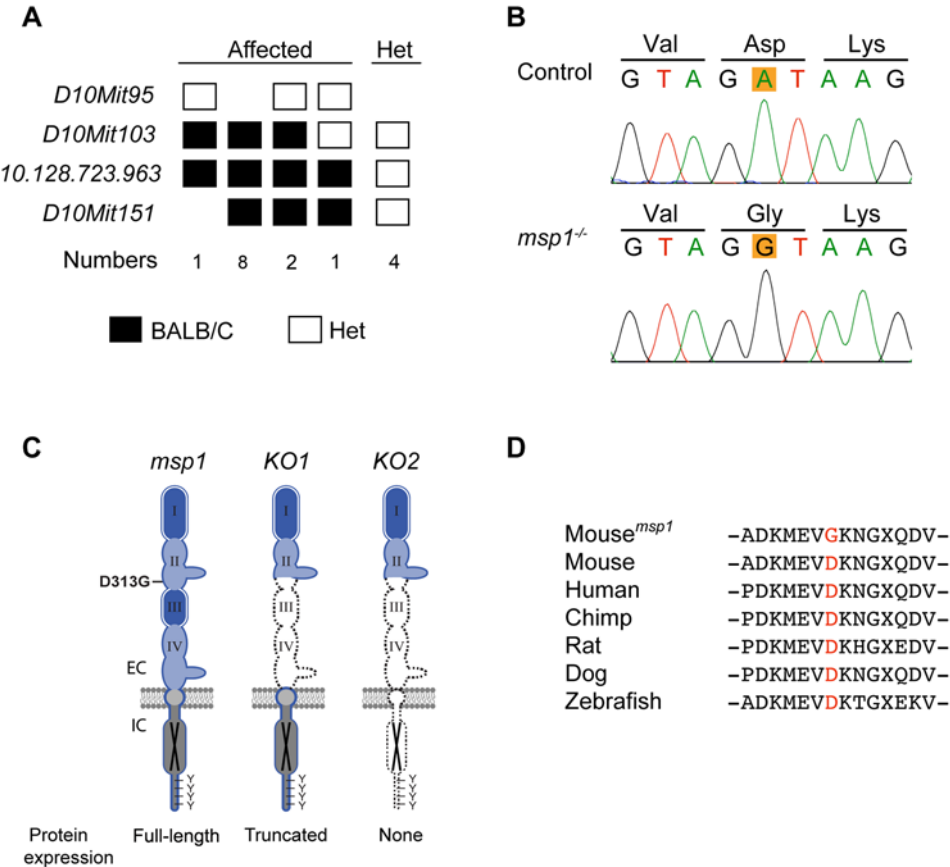 A
Affected Het
D10Mit95
D10Mit103
10.128.723.963
D10Mit151
Numbers 1 8 2 1 4
BALB/C Het
B
Val Asp Lys
Control G T A G A T A A G
Val Gly Lys
msp1-/- G T A G G T A A G
C
msp1 KO1 KO2
I I I
II II II
D313G
III III III
IV IV IV
EC
IC
Y Y
Y Y
Y Y
Y Y
Protein expression Full-length Truncated None
D
Mousemsp1 –ADKMEVGKNGXQDV–
Mouse –ADKMEVDKNGXQDV–
Human –PDKMEVDKNGXQDV–
Chimp –PDKMEVDKNGXQDV–
Rat –PDKMEVDKHGXEDV–
Dog –PDKMEVDKNGXQDV–
Zebrafish –ADKMEVDKTGXEKV–